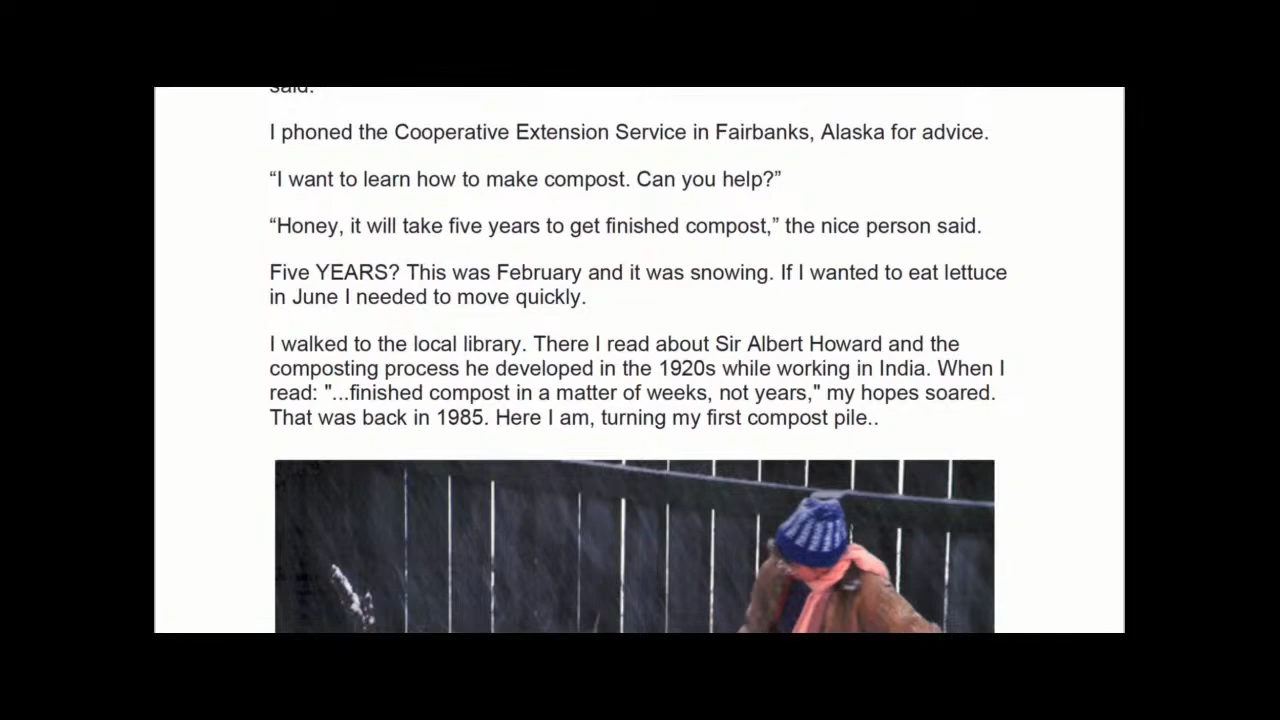 said.
I phoned the Cooperative Extension Service in Fairbanks, Alaska for advice.
“I want to learn how to make compost. Can you help?”
“Honey, it will take five years to get finished compost,” the nice person said.
Five YEARS? This was February and it was snowing. If I wanted to eat lettuce
in June I needed to move quickly.
I walked to the local library. There I read about Sir Albert Howard and the
composting process he developed in the 1920s while working in India. When I
read: "...finished compost in a matter of weeks, not years," my hopes soared.
That was back in 1985. Here I am, turning my first compost pile..